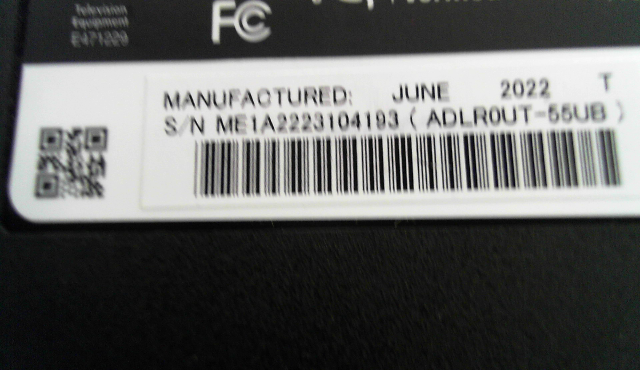 Television
Equipment
E471229
FC
MANUFACTURED: JUNE 2022 T
S/N ME1A2223104193 ( ADLR0UT-55UB )